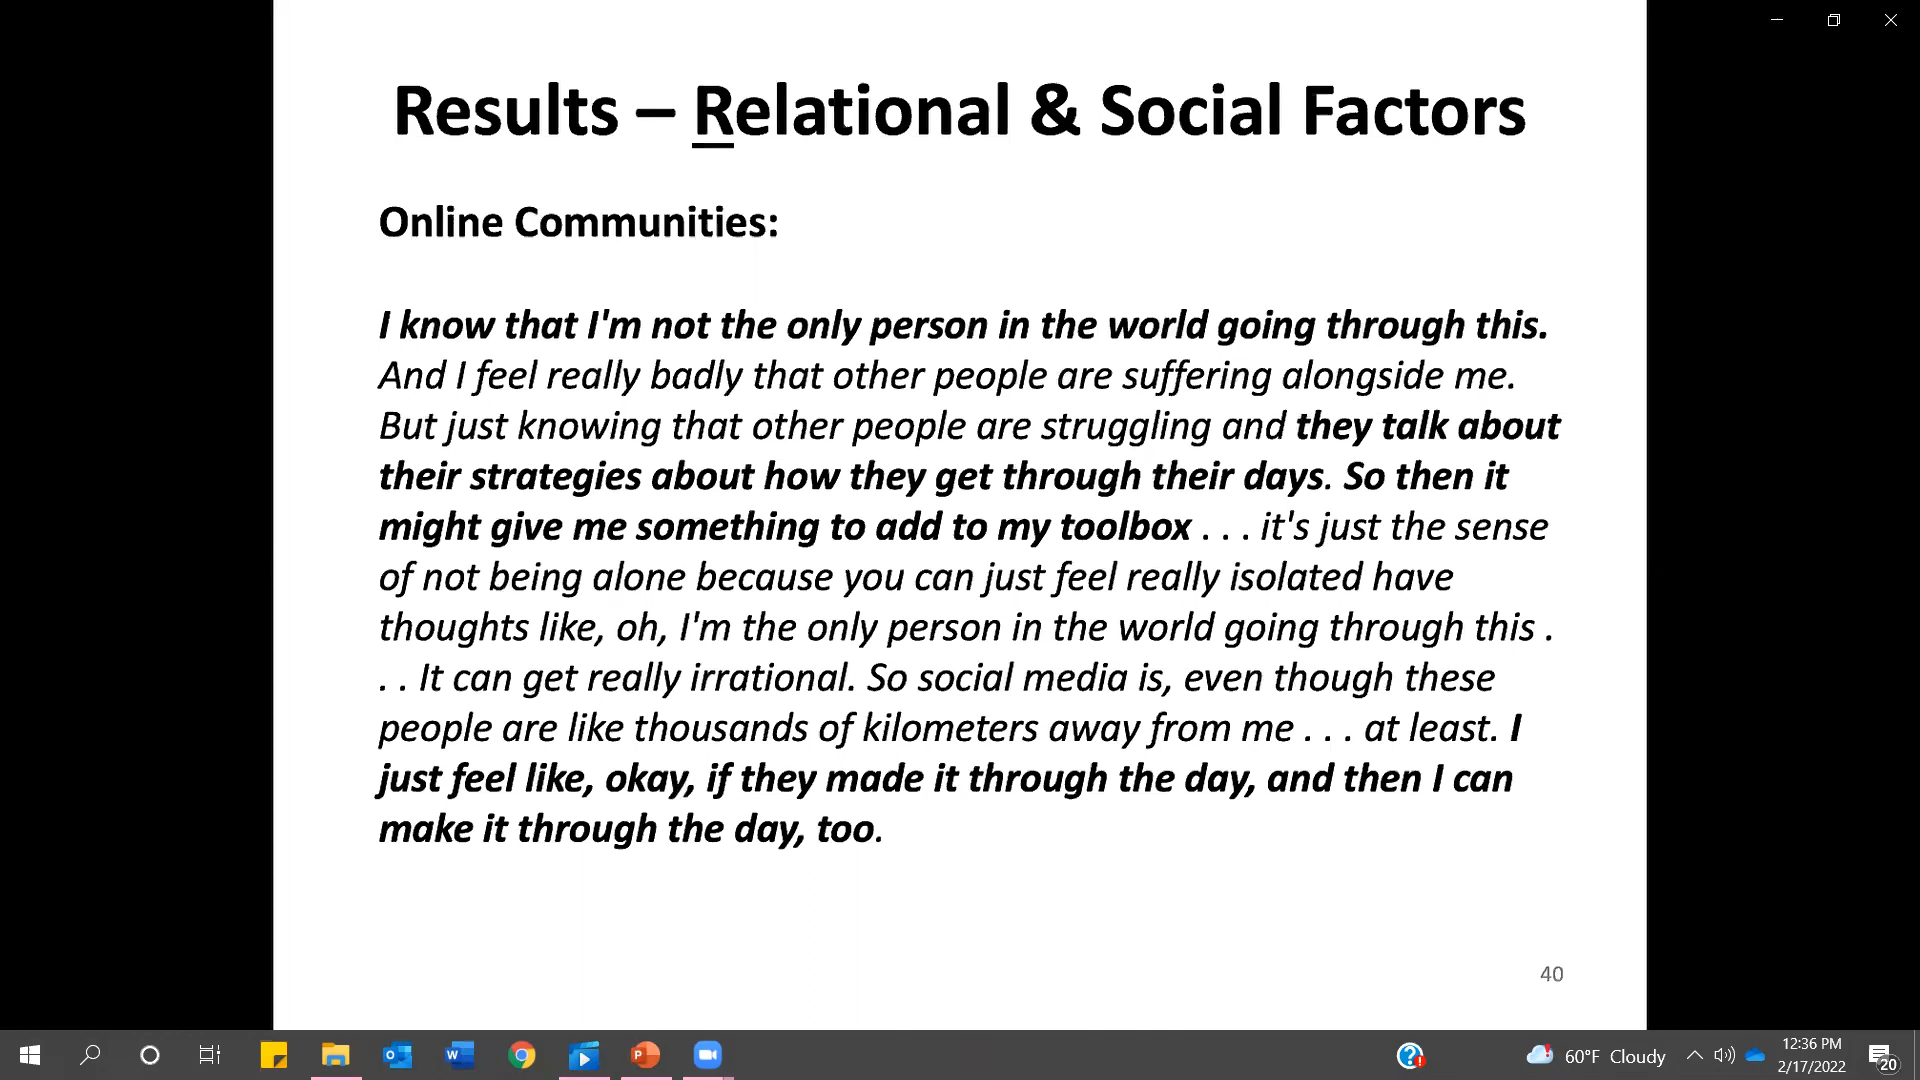 Results – Relational & Social Factors
Online Communities:
I know that I'm not the only person in the world going through this.
And I feel really badly that other people are suffering alongside me.
But just knowing that other people are struggling and they talk about
their strategies about how they get through their days. So then it
might give me something to add to my toolbox . . . it's just the sense
of not being alone because you can just feel really isolated have
thoughts like, oh, I'm the only person in the world going through this .
. . It can get really irrational. So social media is, even though these
people are like thousands of kilometers away from me . . . at least. I
just feel like, okay, if they made it through the day, and then I can
make it through the day, too.
40
60°F Cloudy
12:36 PM
2/17/2022
20